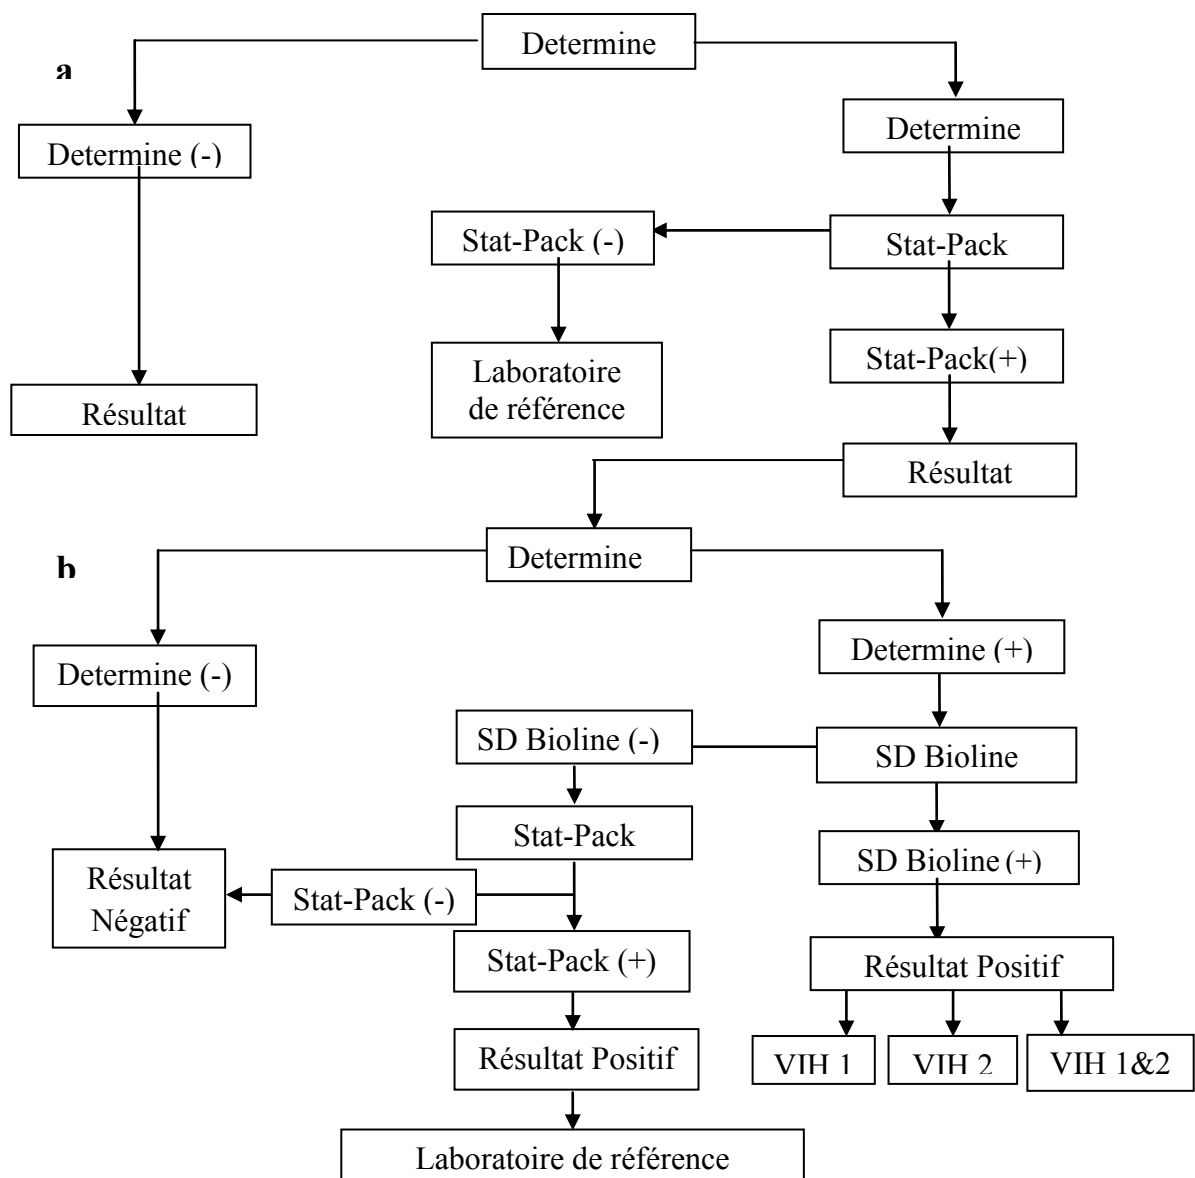 Determine
a
Determine (-)
Determine
Stat-Pack (-)
Stat-Pack
Stat-Pack(+)
Laboratoire
de référence
Résultat
Résultat
b
Determine
Determine (-)
Determine (+)
SD Bioline (-)
SD Bioline
Stat-Pack
SD Bioline (+)
Résultat
Négatif
Stat-Pack (-)
Stat-Pack (+)
Résultat Positif
Résultat Positif
VIH 1
VIH 2
VIH 1&2
Laboratoire de référence